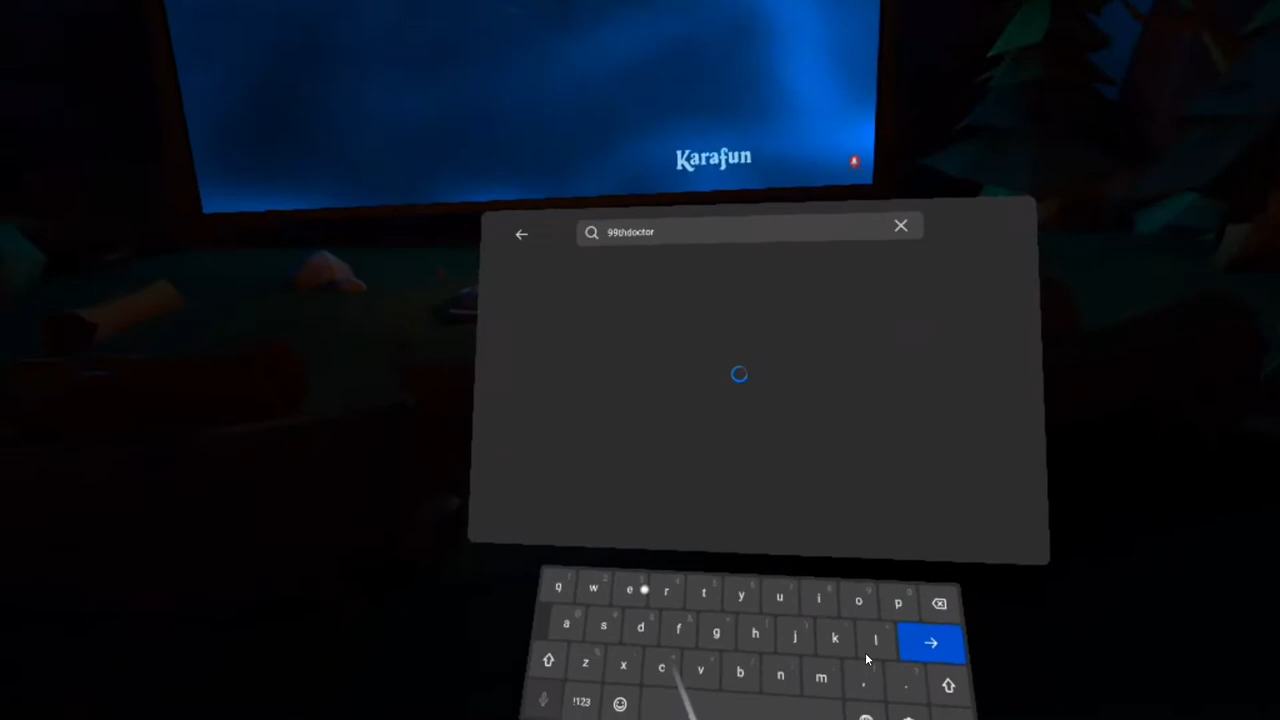 Karafun
99thdoctor
q w e r t y u i o p
a s d f g h j k l
z x c v b n m , .
!123